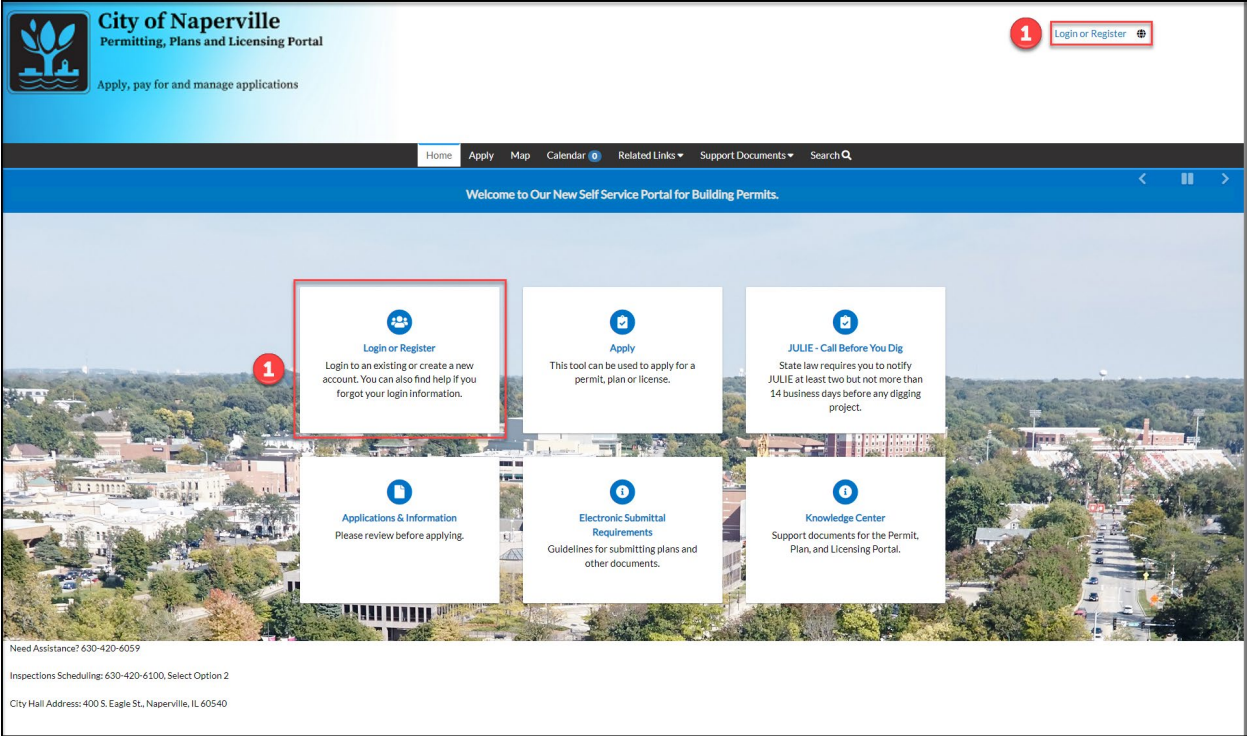 City of Naperville
Permitting, Plans and Licensing Portal
Apply, pay for and manage applications
1
Login or Register
Home Apply Map Calendar 0 Related Links Support Documents Search
Welcome to Our New Self Service Portal for Building Permits.
1
Login or Register
Login to an existing or create a new
account. You can also find help if you
forgot your login information.
Apply
This tool can be used to apply for a
permit, plan or license.
JULIE - Call Before You Dig
State law requires you to notify
JULIE at least two but not more than
14 business days before any digging
project.
Applications & Information
Please review before applying.
Electronic Submittal
Requirements
Guidelines for submitting plans and
other documents.
Knowledge Center
Support documents for the Permit,
Plan, and Licensing Portal.
Need Assistance? 630-420-6059
Inspections Scheduling: 630-420-6100, Select Option 2
City Hall Address: 400 S. Eagle St., Naperville, IL 60540